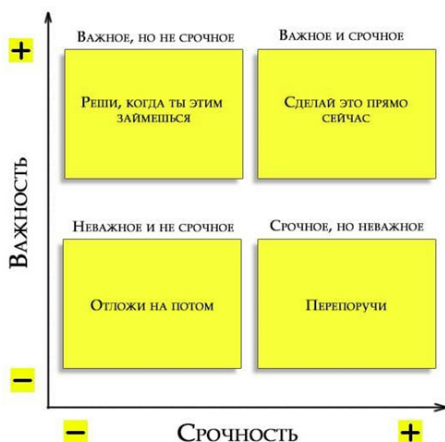 Важное, но не срочное
Важное и срочное
+
Реши, когда ты этим
займешься
Сделай это прямо
сейчас
Важность
Неважное и не срочное
Срочное, но неважное
Отложи на потом
Перепоручи
−
−
Срочность
+